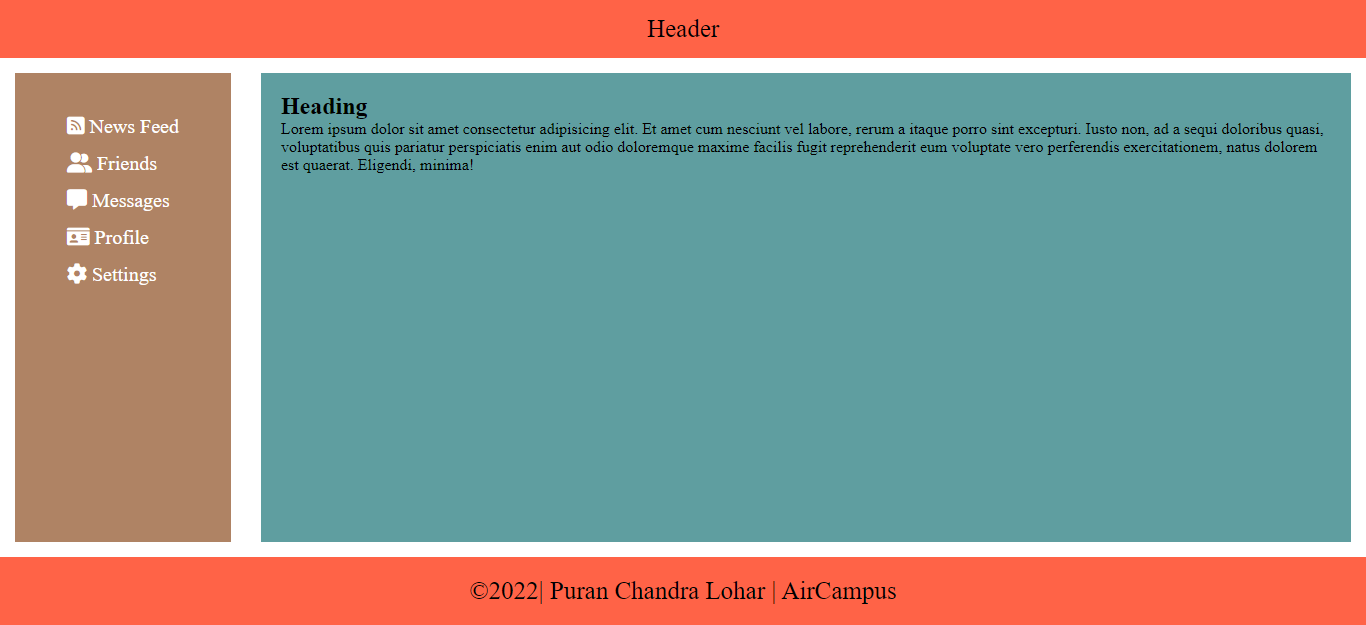 Header
News Feed
Friends
Messages
Profile
Settings
Heading
Lorem ipsum dolor sit amet consectetur adipisicing elit. Et amet cum nesciunt vel labore, rerum a itaque porro sint excepturi. Iusto non, ad a sequi doloribus quasi,
voluptatibus quis pariatur perspiciatis enim aut odio doloremque maxime facilis fugit reprehenderit eum voluptate vero perferendis exercitationem, natus dolorem
est quaerat. Eligendi, minima!
©2022| Puran Chandra Lohar | AirCampus